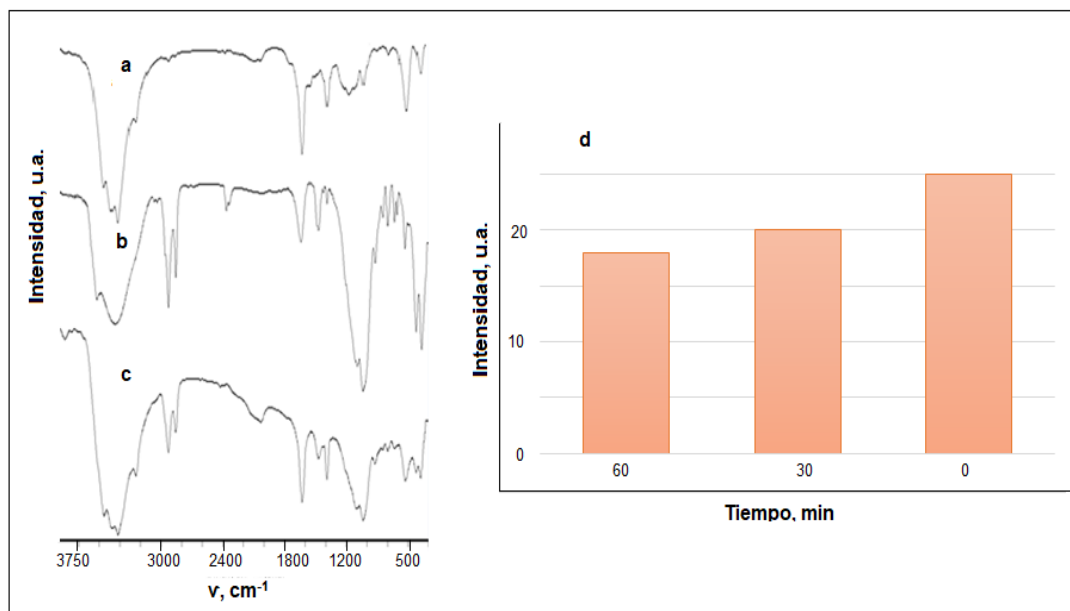 a
b
c
Intensidad, u.a.
3750 3000 2400 1800 1200 500
ν, cm-1
d
Intensidad, u.a.
20
10
0
60 30 0
Tiempo, min